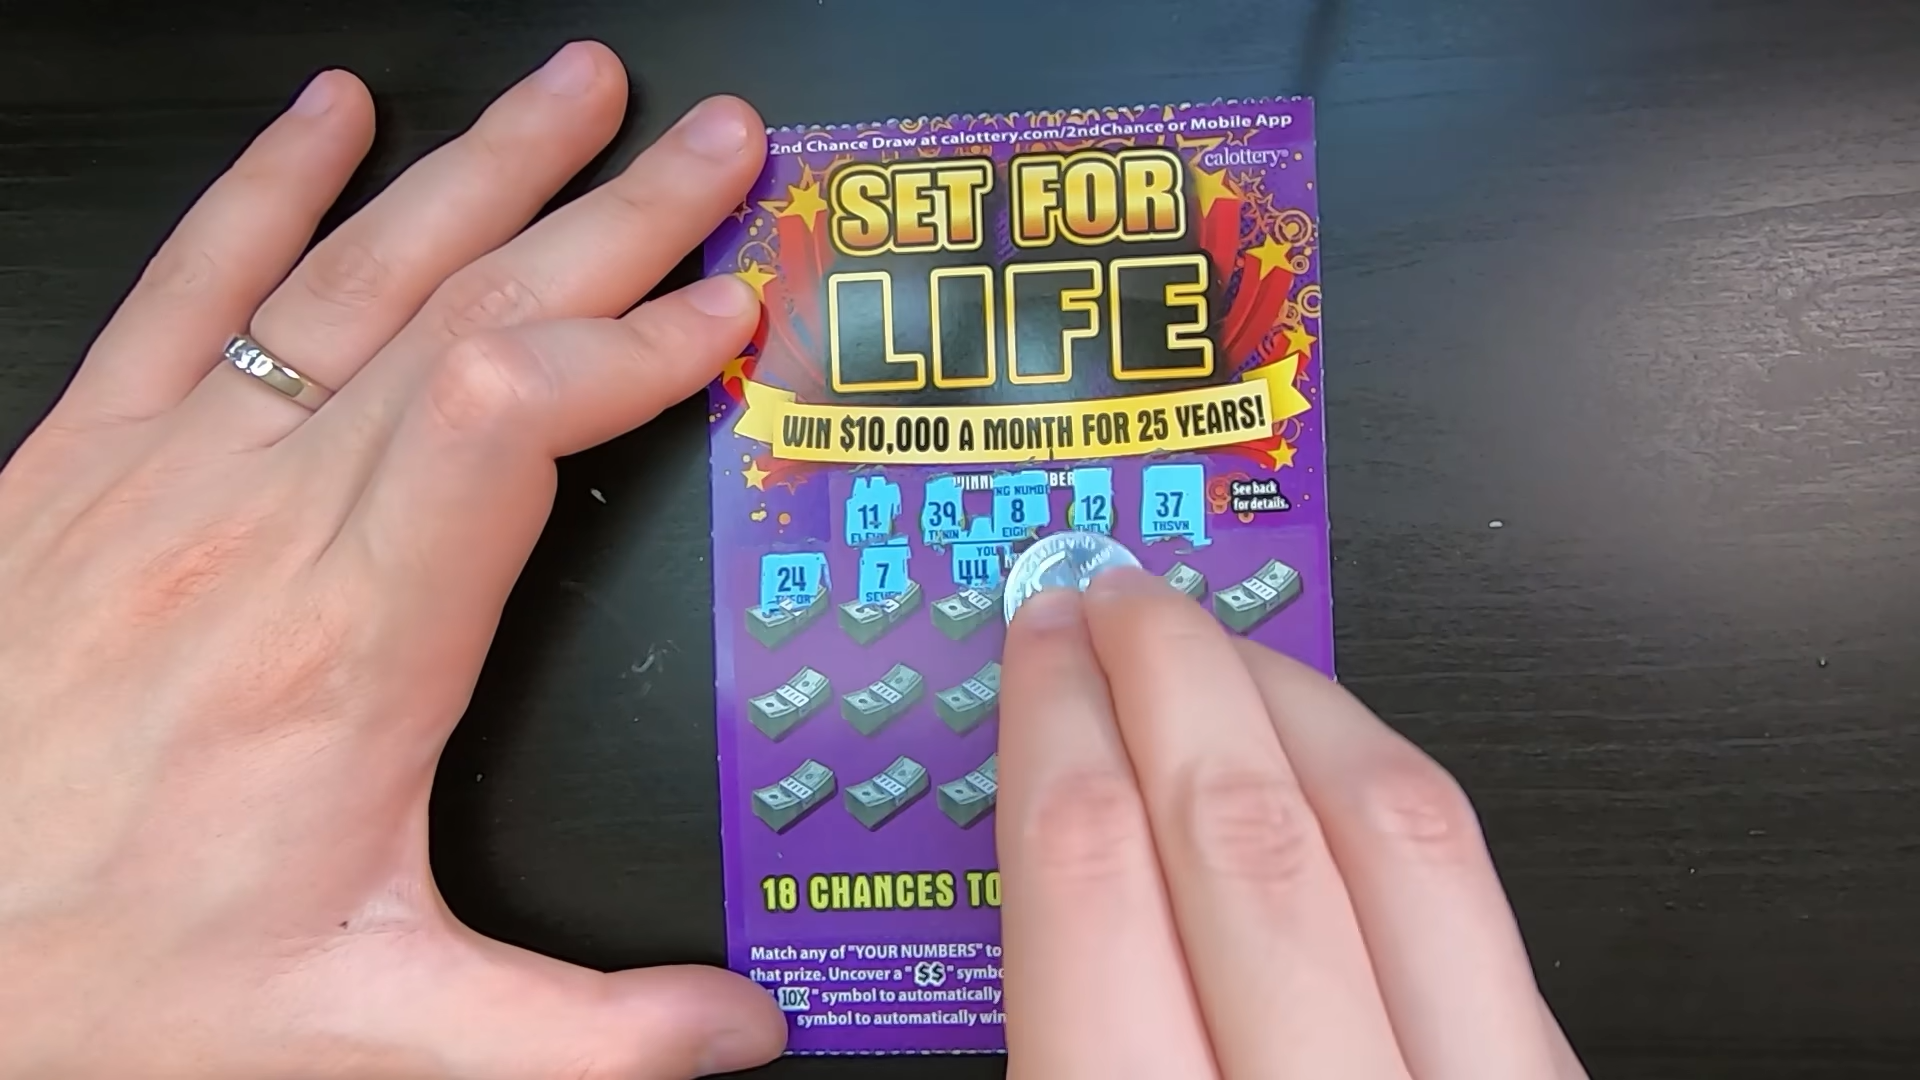 2nd Chance Draw at calottery.com/2ndChance or Mobile App
calottery
SET FOR
LIFE
WIN $10,000 A MONTH FOR 25 YEARS!
11 39 8 12 37
THSVN
See back
for details.
24 7 44
18 CHANCES TO
Match any of "YOUR NUMBERS" to
that prize. Uncover a "$$"
"10X" symbol to automatically
symbol to automatically win